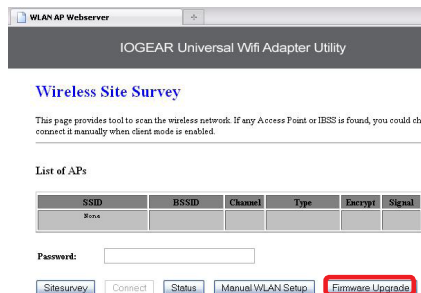 WLAN AP Webserver
IOGEAR Universal Wifi Adapter Utility
Wireless Site Survey
This page provides tool to scan the wireless network. If any Access Point or IBSS is found, you could
connect it manually when client mode is enabled.
List of APs
SSID BSSID Channel Type Encrypt Signal
None
Password:
Sitesurvey Connect Status Manual WLAN Setup Firmware Upgrade